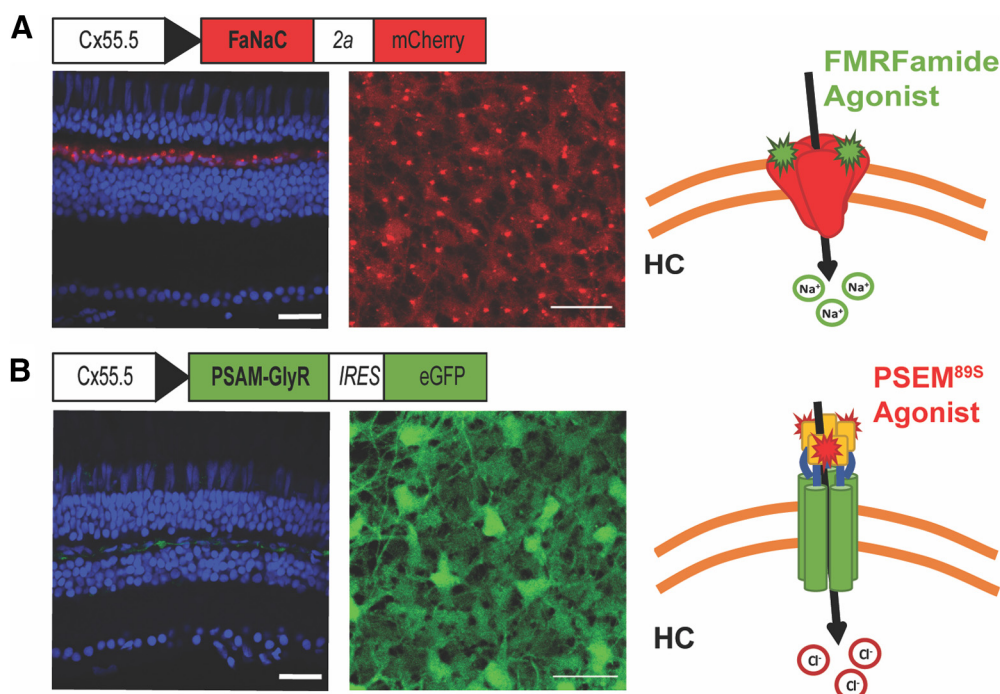 A
Cx55.5 FaNaC 2a mCherry
FMRFamide
Agonist
HC
Na⁺ Na⁺
Na⁺
B
Cx55.5 PSAM-GlyR IRES eGFP
PSEM⁸⁹ˢ
Agonist
HC
Cl⁻ Cl⁻
Cl⁻